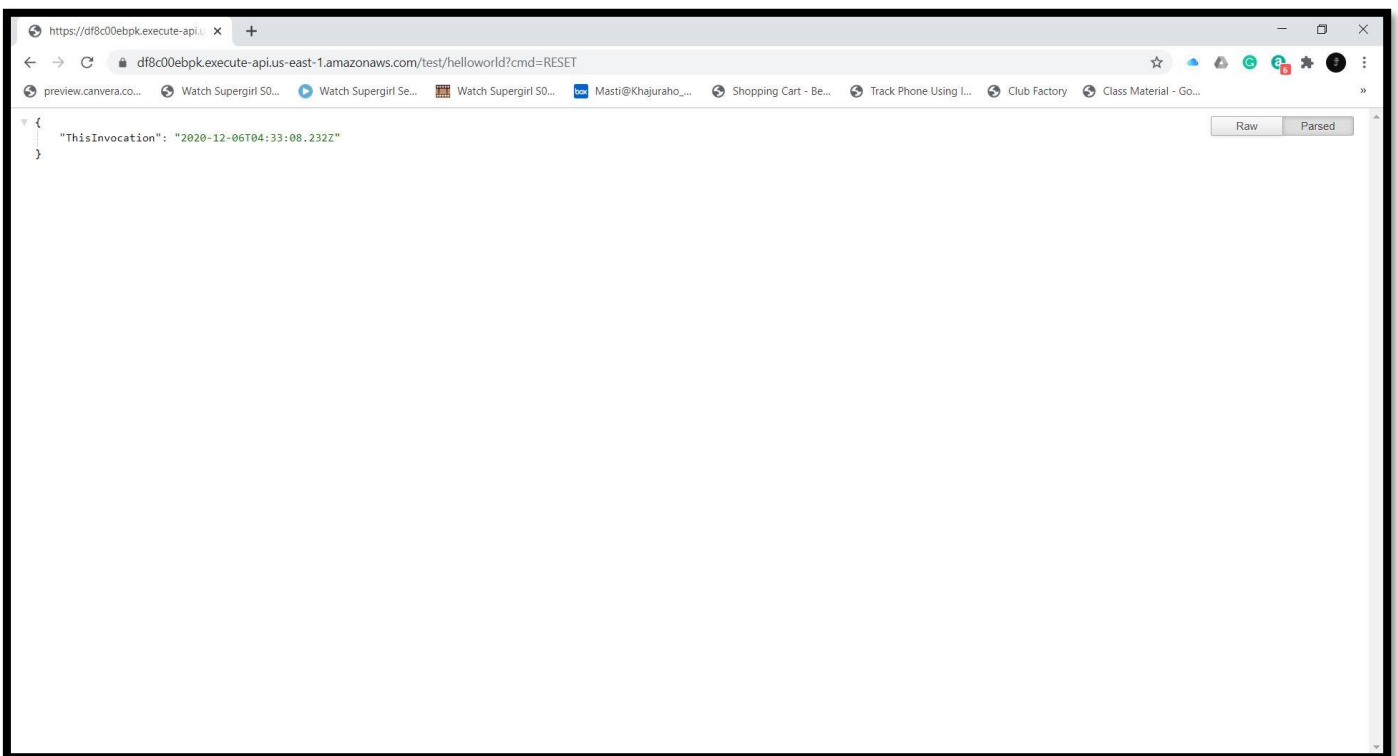 https://df8c00ebpk.execute-api.u
df8c00ebpk.execute-api.us-east-1.amazonaws.com/test/helloworld?cmd=RESET
6
preview.canvera.co... Watch Supergirl S0... Watch Supergirl Se... Watch Supergirl S0... box Masti@Khajuraho_... Shopping Cart - Be... Track Phone Using I... Club Factory Class Material - Go... »
Raw Parsed
{
"ThisInvocation": "2020-12-06T04:33:08.232Z"
}